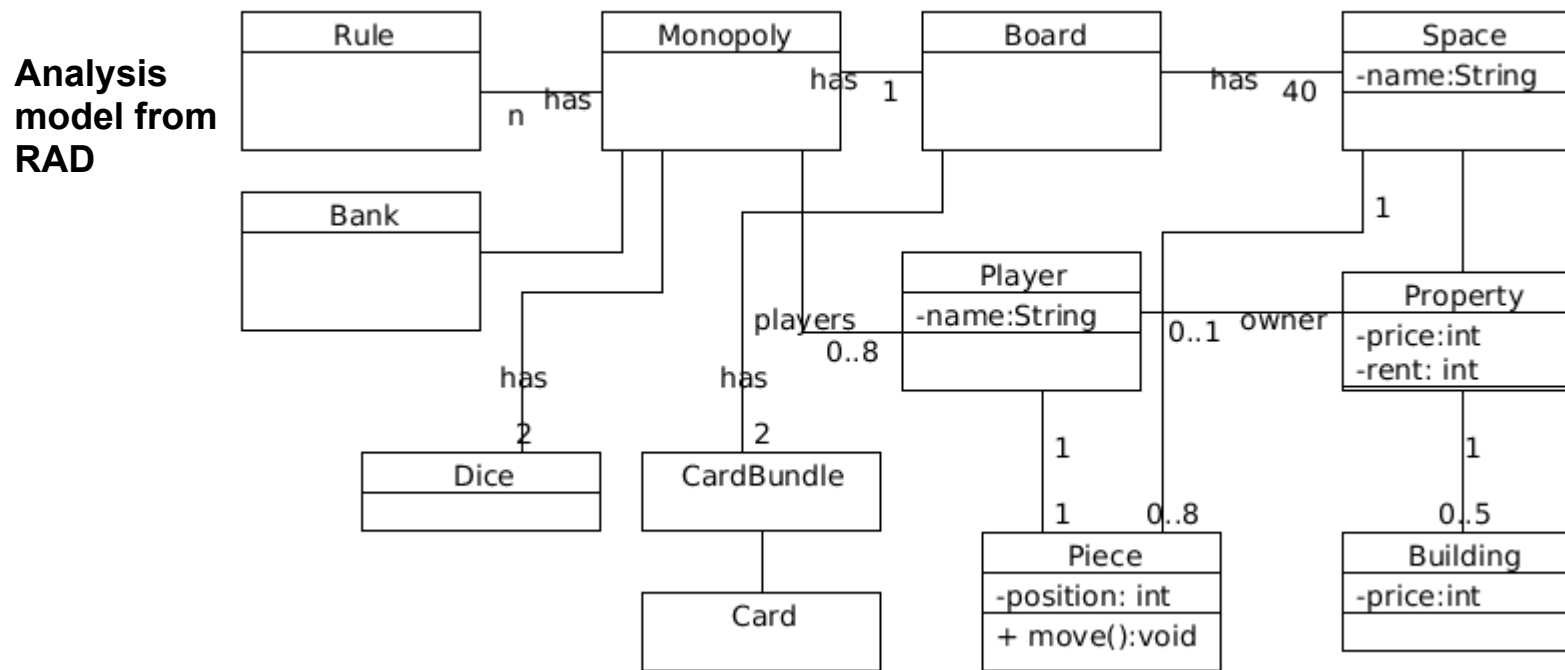 Analysis
model from
RAD
Rule
Monopoly
Board
Space
-name:String
has
1
has
40
n
has
Bank
1
Player
-name:String
Property
-price:int
-rent: int
players
0..8
0..1
owner
has
2
has
2
1
1
0..8
1
0..5
Dice
CardBundle
Card
Piece
-position: int
+ move():void
Building
-price:int